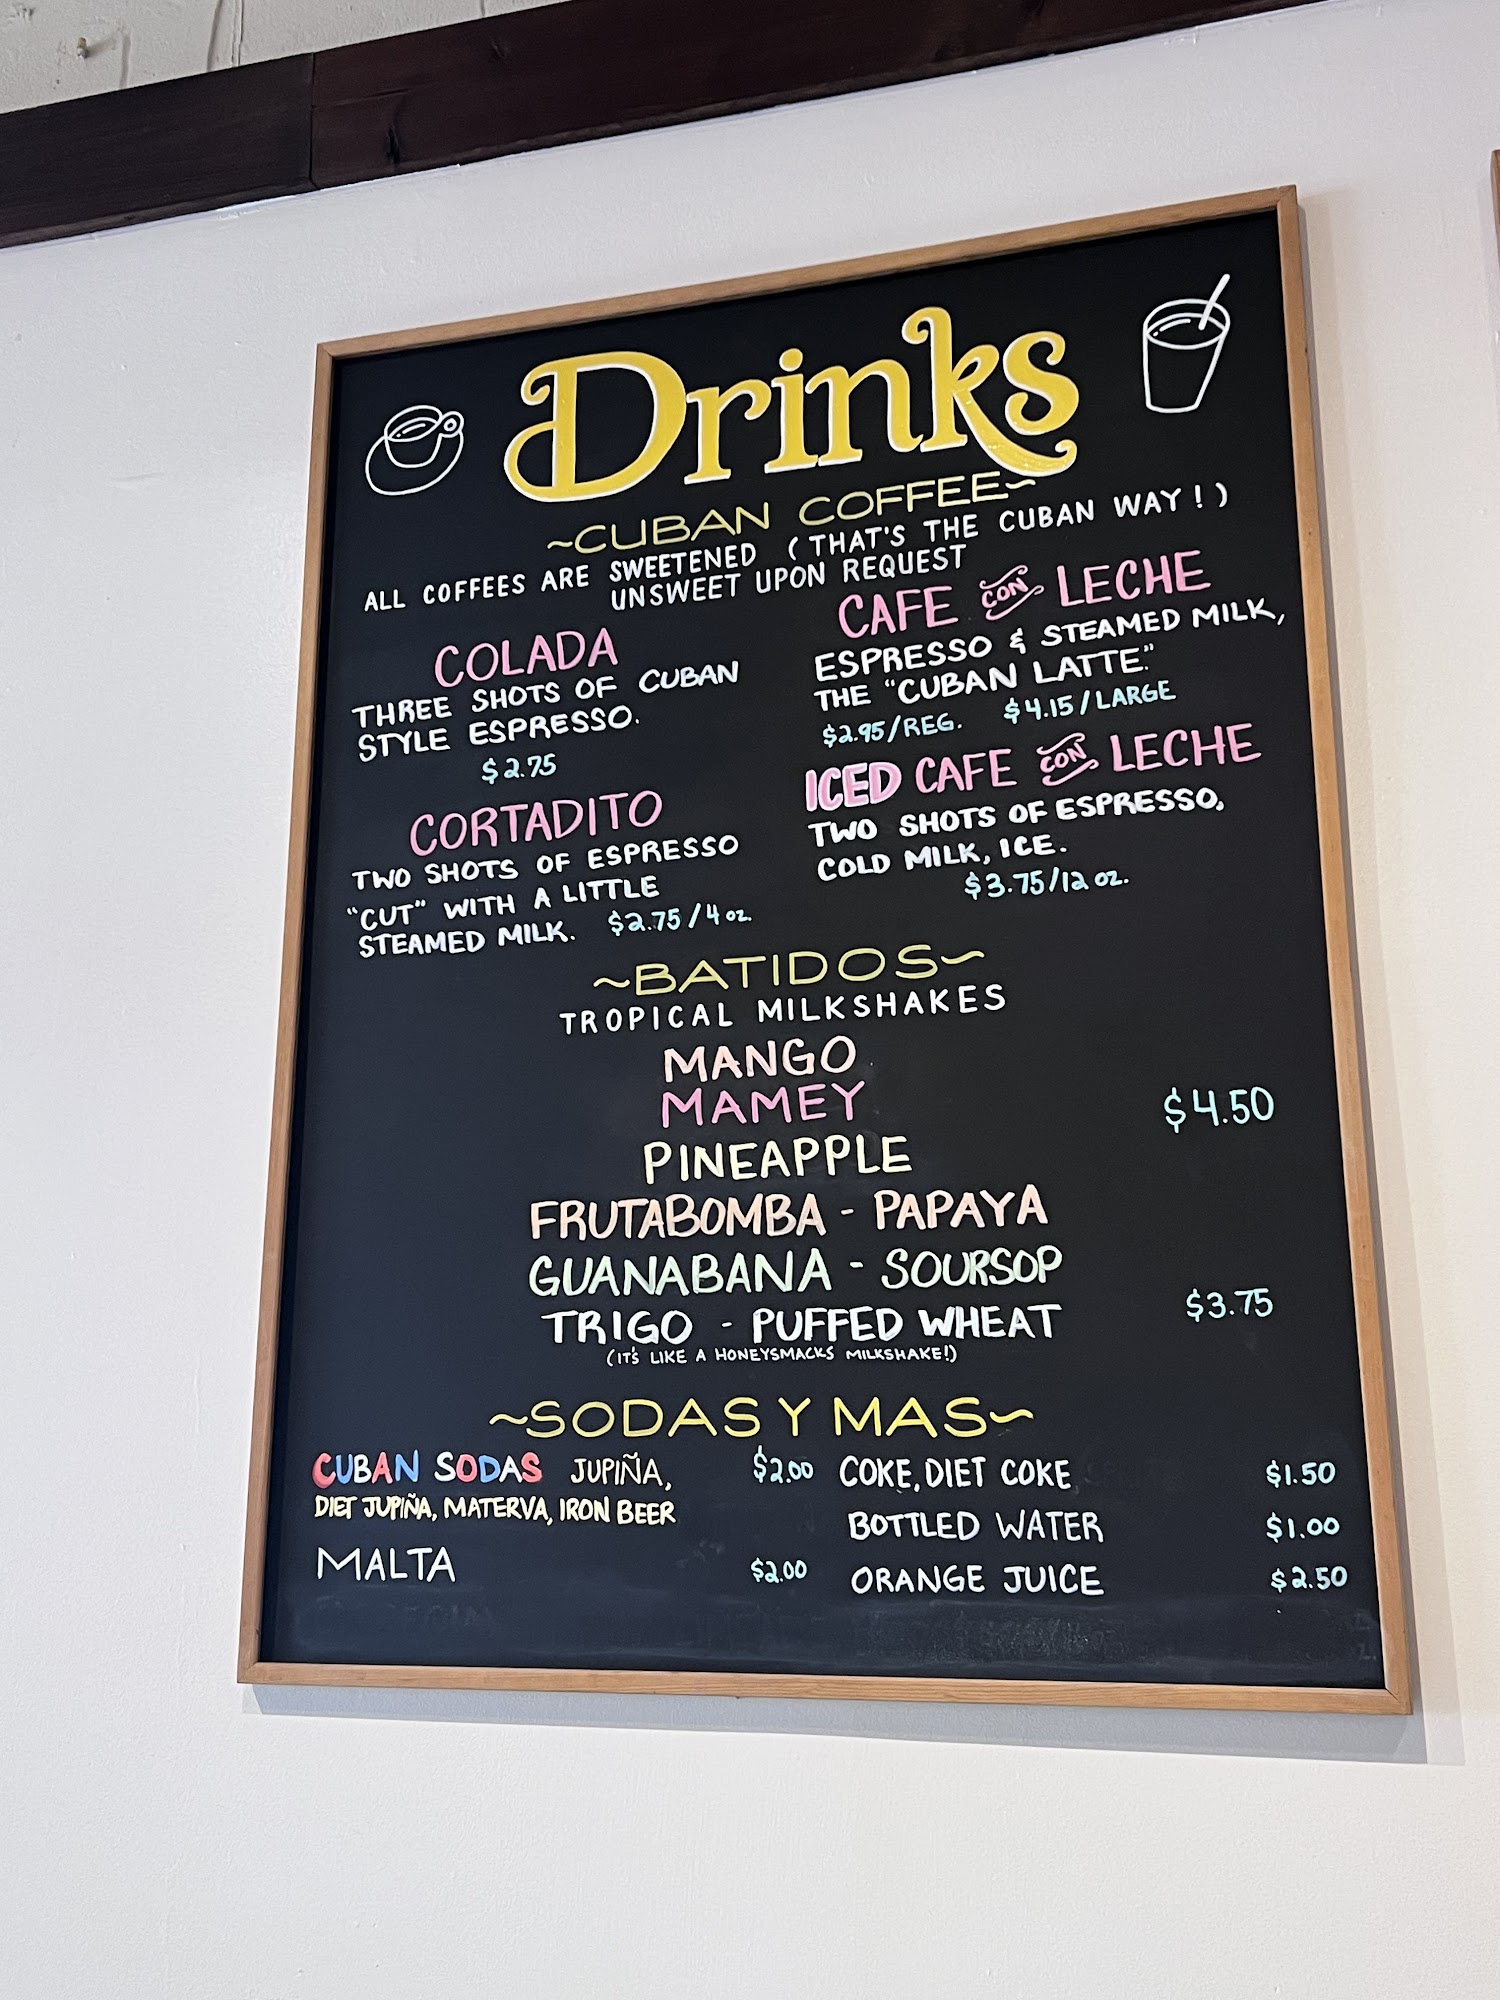 Drinks
~CUBAN COFFEE~
ALL COFFEES ARE SWEETENED (THAT'S THE CUBAN WAY!)
UNSWEET UPON REQUEST
COLADA
THREE SHOTS OF CUBAN
STYLE ESPRESSO.
$2.75
CORTADITO
TWO SHOTS OF ESPRESSO
"CUT" WITH A LITTLE
STEAMED MILK. $2.75/4 oz.
CAFE CON LECHE
ESPRESSO & STEAMED MILK,
THE "CUBAN LATTE."
$2.95/REG. $4.15/LARGE
ICED CAFE CON LECHE
TWO SHOTS OF ESPRESSO,
COLD MILK, ICE.
$3.75/12 oz.
~BATIDOS~
TROPICAL MILKSHAKES
MANGO
MAMEY $4.50
PINEAPPLE
FRUTABOMBA - PAPAYA
GUANABANA - SOURSOP
TRIGO - PUFFED WHEAT $3.75
(IT'S LIKE A HONEYSMACKS MILKSHAKE!)
~SODAS Y MAS~
CUBAN SODAS JUPIÑA, $2.00
DIET JUPIÑA, MATERVA, IRON BEER
MALTA $2.00
COKE, DIET COKE $1.50
BOTTLED WATER $1.00
ORANGE JUICE $2.50